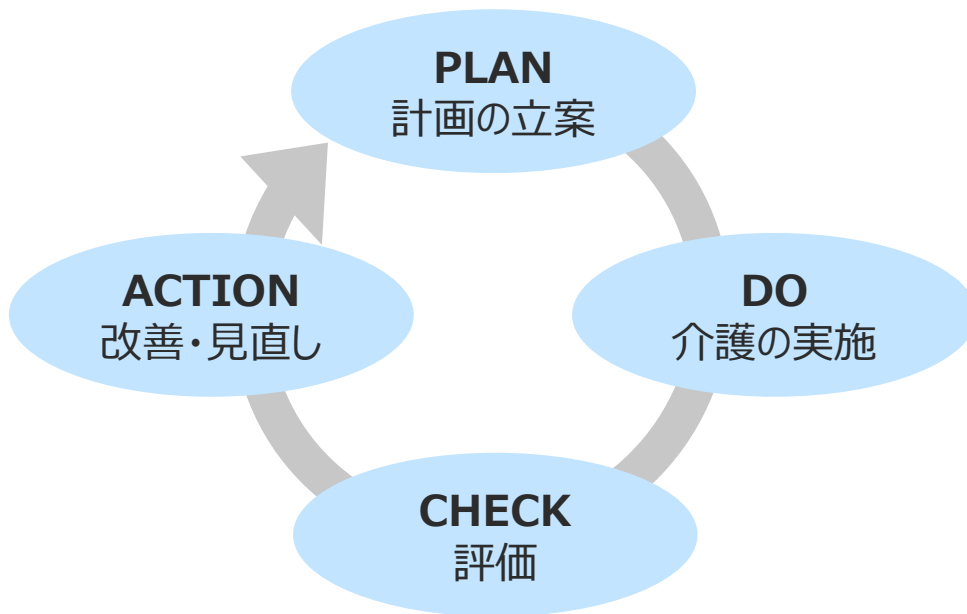 PLAN
計画の立案
DO
介護の実施
CHECK
評価
ACTION
改善・見直し